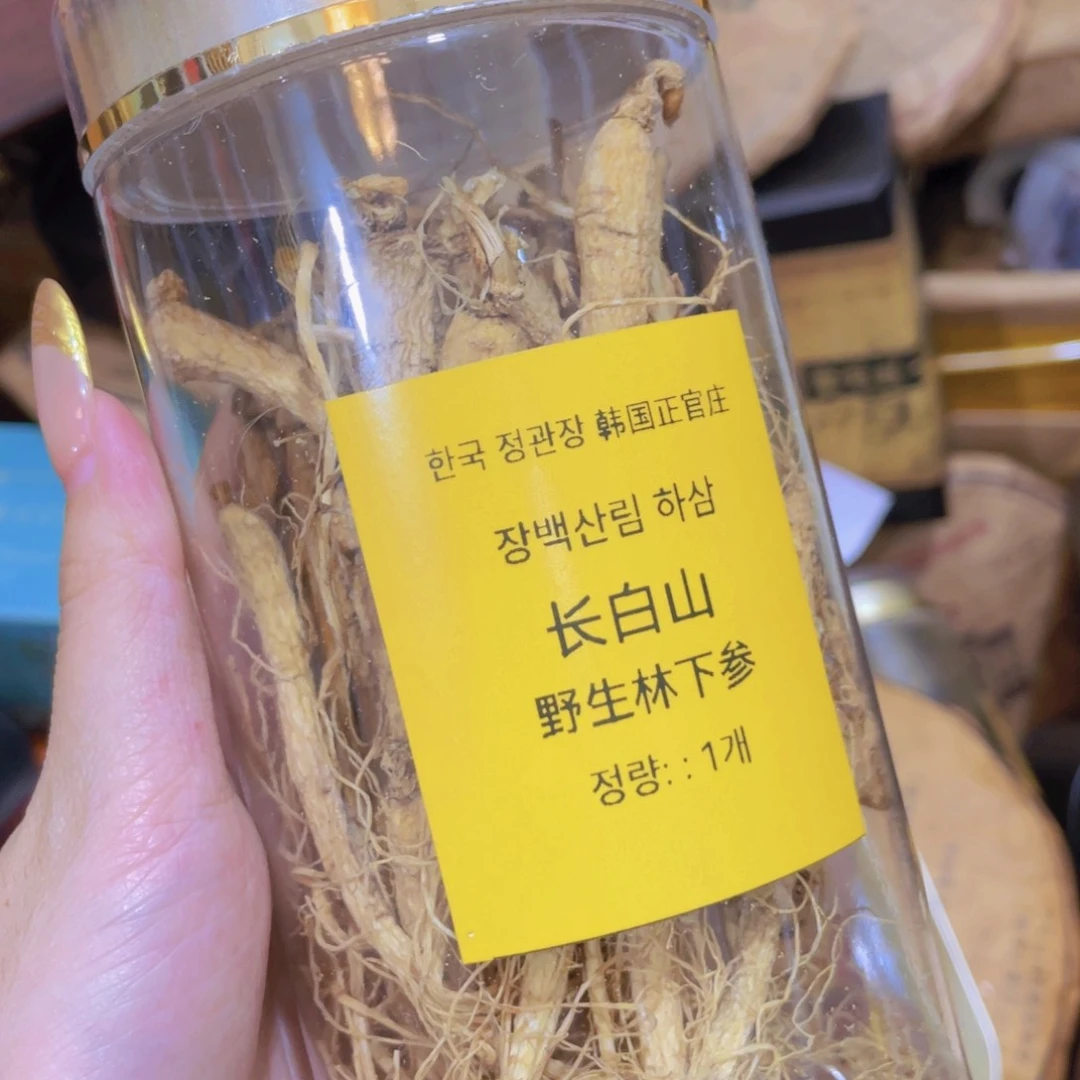 한국 정관장 韩国正官庄
장백산림 하삼
长白山
野生林下参
정량: : 1개